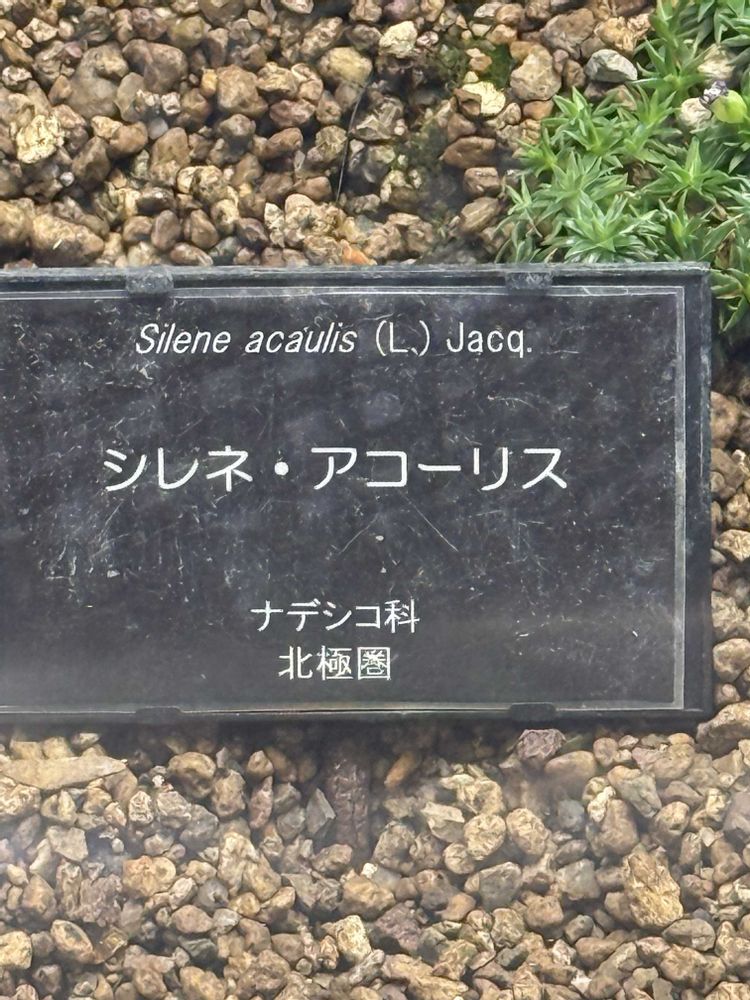 Silene acaulis (L.) Jacq.
シレネ・アコーリス
ナデシコ科
北極圏